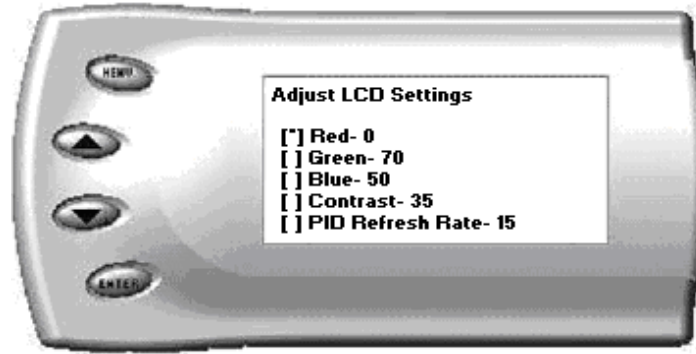 MENU
Adjust LCD Settings
[*] Red- 0
[ ] Green- 70
[ ] Blue- 50
[ ] Contrast- 35
[ ] PID Refresh Rate- 15
ENTER